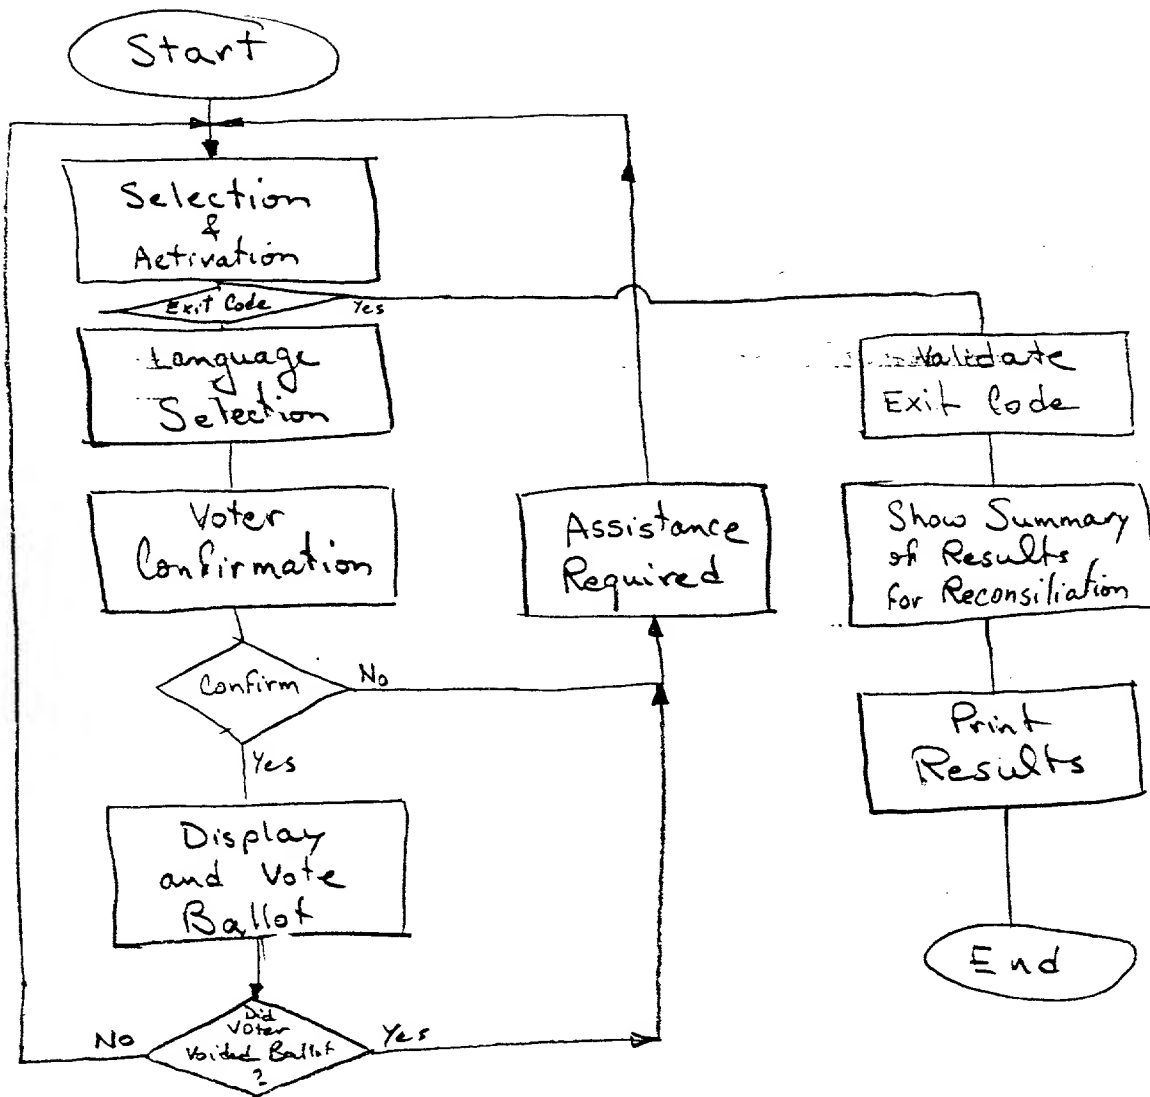 Start
Selection
&
Activation
Exit Code
Yes
Language
Selection
Voter
Confirmation
Confirm
No
Yes
Display
and Vote
Ballot
Did
Voter
Voided Ballot
?
No
Yes
Assistance
Required
Validate
Exit Code
Show Summary
of Results
for Reconsiliation
Print
Results
End